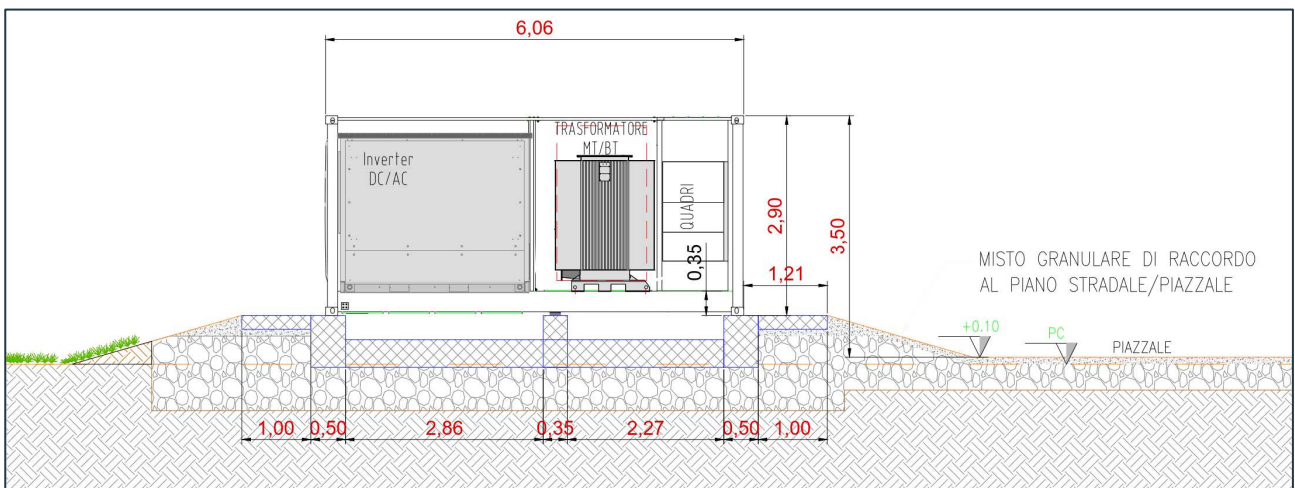 6,06
TRASFORMATORE
MT/BT
Inverter
DC/AC
QUADRI
2,90
3,50
0,35
1,21
MISTO GRANULARE DI RACCORDO
AL PIANO STRADALE/PIAZZALE
+0.10
PC
PIAZZALE
1,00 0,50 2,86 0,35 2,27 0,50 1,00